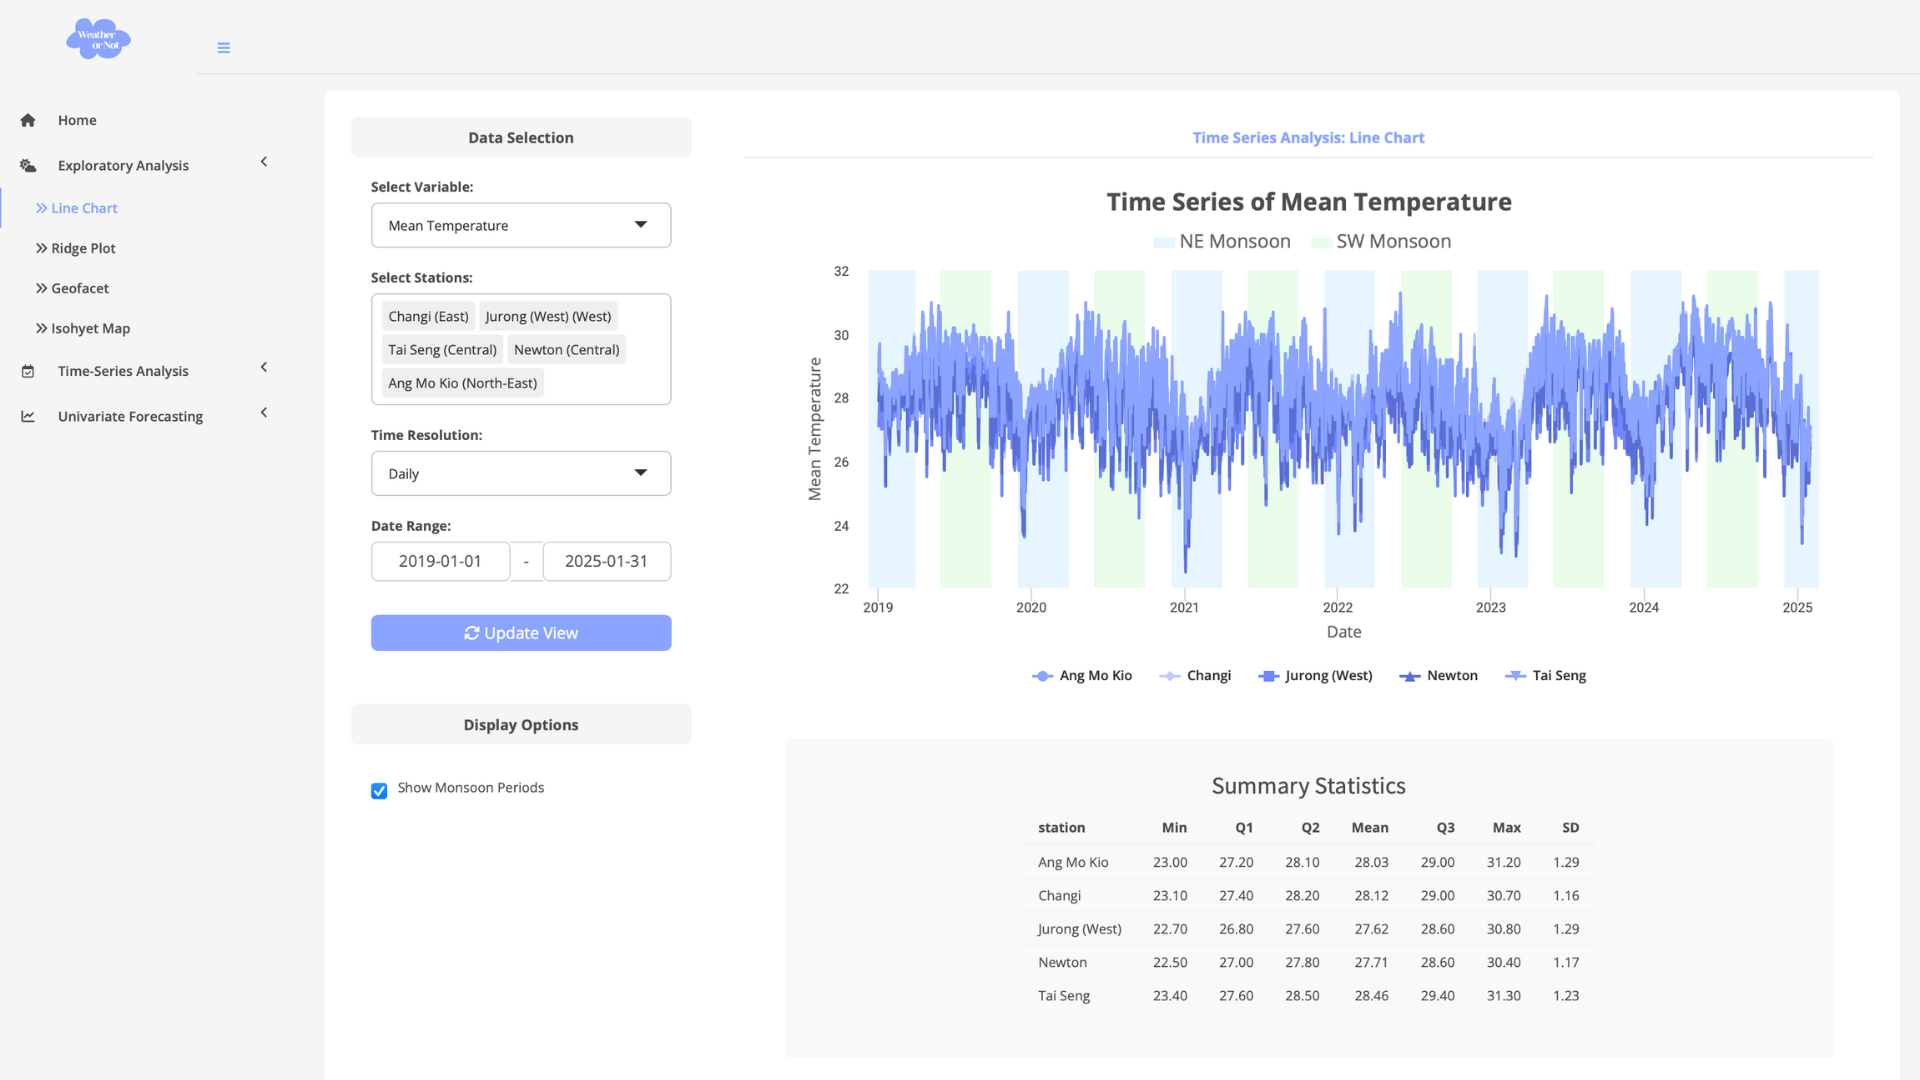 Weather
or Not
Home
Exploratory Analysis
Line Chart
Ridge Plot
Geofacet
Isohyet Map
Time-Series Analysis
Univariate Forecasting
Data Selection
Select Variable:
Mean Temperature
Select Stations:
Changi (East) Jurong (West) (West)
Tai Seng (Central) Newton (Central)
Ang Mo Kio (North-East)
Time Resolution:
Daily
Date Range:
2019-01-01 - 2025-01-31
Update View
Display Options
Show Monsoon Periods
Time Series Analysis: Line Chart
Time Series of Mean Temperature
NE Monsoon SW Monsoon
Mean Temperature
32
30
28
26
24
22
2019 2020 2021 2022 2023 2024 2025
Date
Ang Mo Kio Changi Jurong (West) Newton Tai Seng
Summary Statistics
station Min Q1 Q2 Mean Q3 Max SD
Ang Mo Kio 23.00 27.20 28.10 28.03 29.00 31.20 1.29
Changi 23.10 27.40 28.20 28.12 29.00 30.70 1.16
Jurong (West) 22.70 26.80 27.60 27.62 28.60 30.80 1.29
Newton 22.50 27.00 27.80 27.71 28.60 30.40 1.17
Tai Seng 23.40 27.60 28.50 28.46 29.40 31.30 1.23